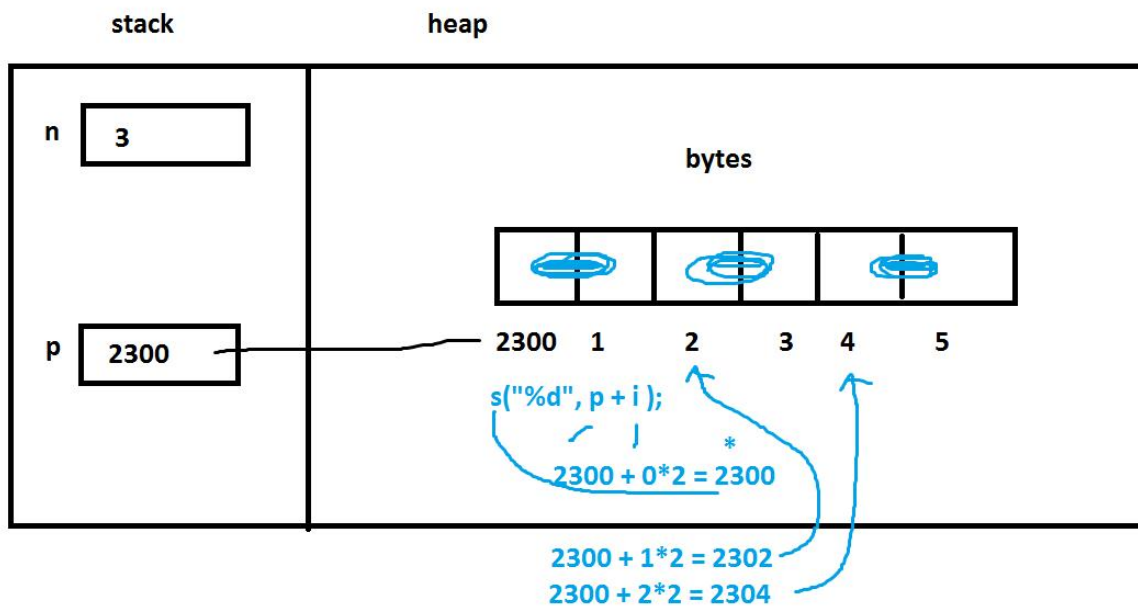 stack heap
n 3
bytes
p 2300
2300 1 2 3 4 5
s("%d", p + i );
*
2300 + 0*2 = 2300
2300 + 1*2 = 2302
2300 + 2*2 = 2304